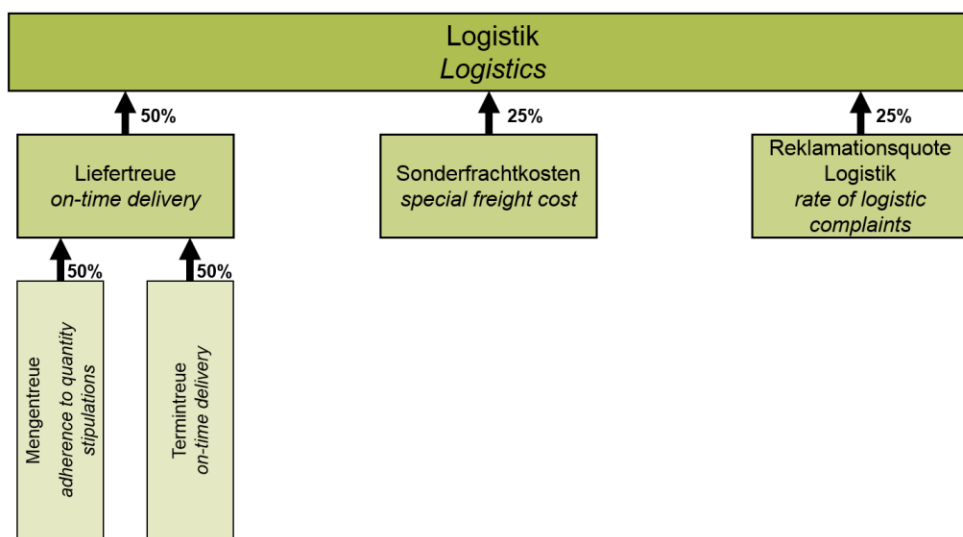 Logistik
Logistics
50%
25%
25%
Liefertreue
on-time delivery
Sonderfrachtkosten
special freight cost
Reklamationsquote
Logistik
rate of logistic
complaints
50%
50%
Mengentreue
adherence to quantity
stipulations
Termintreue
on-time delivery